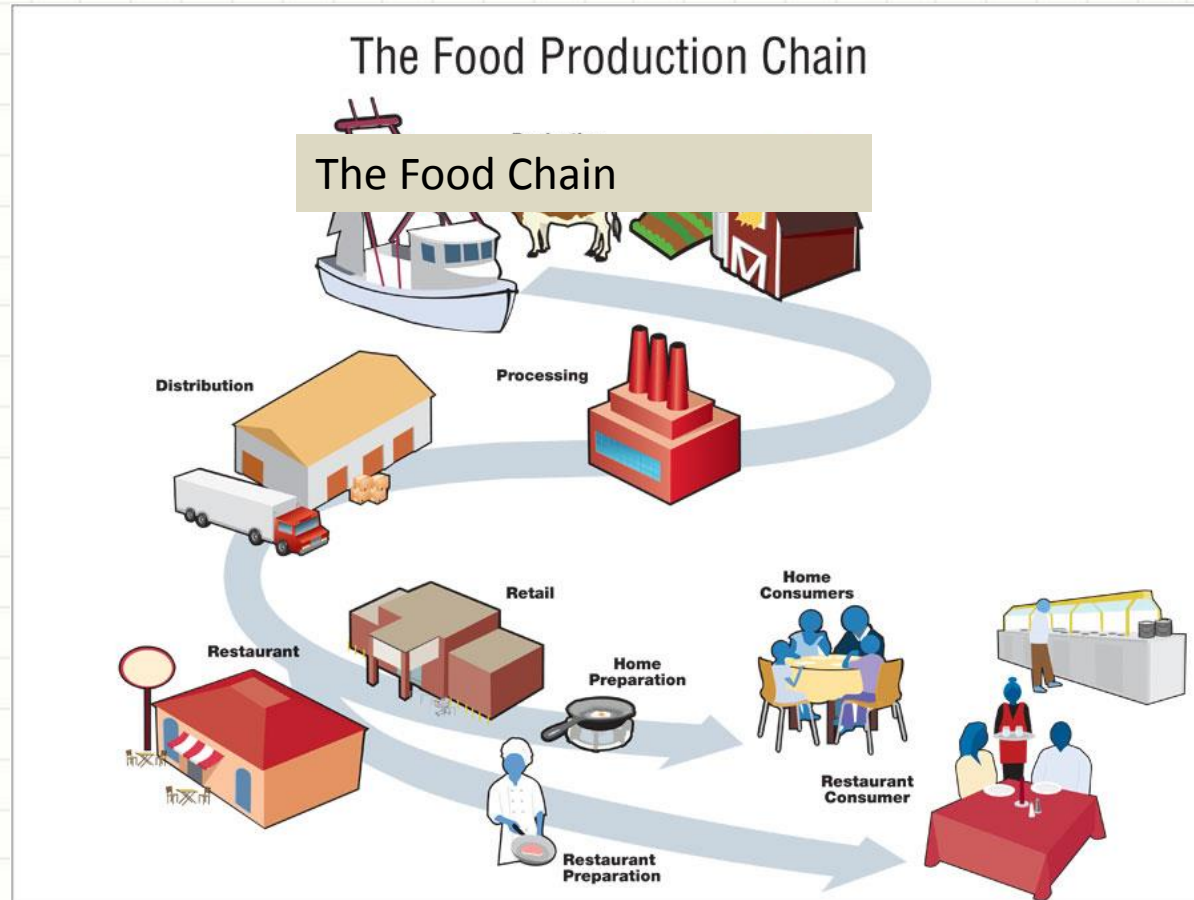 The Food Production Chain
The Food Chain
Processing
Distribution
Retail
Home
Consumers
Restaurant
Home
Preparation
Restaurant
Consumer
Restaurant
Preparation